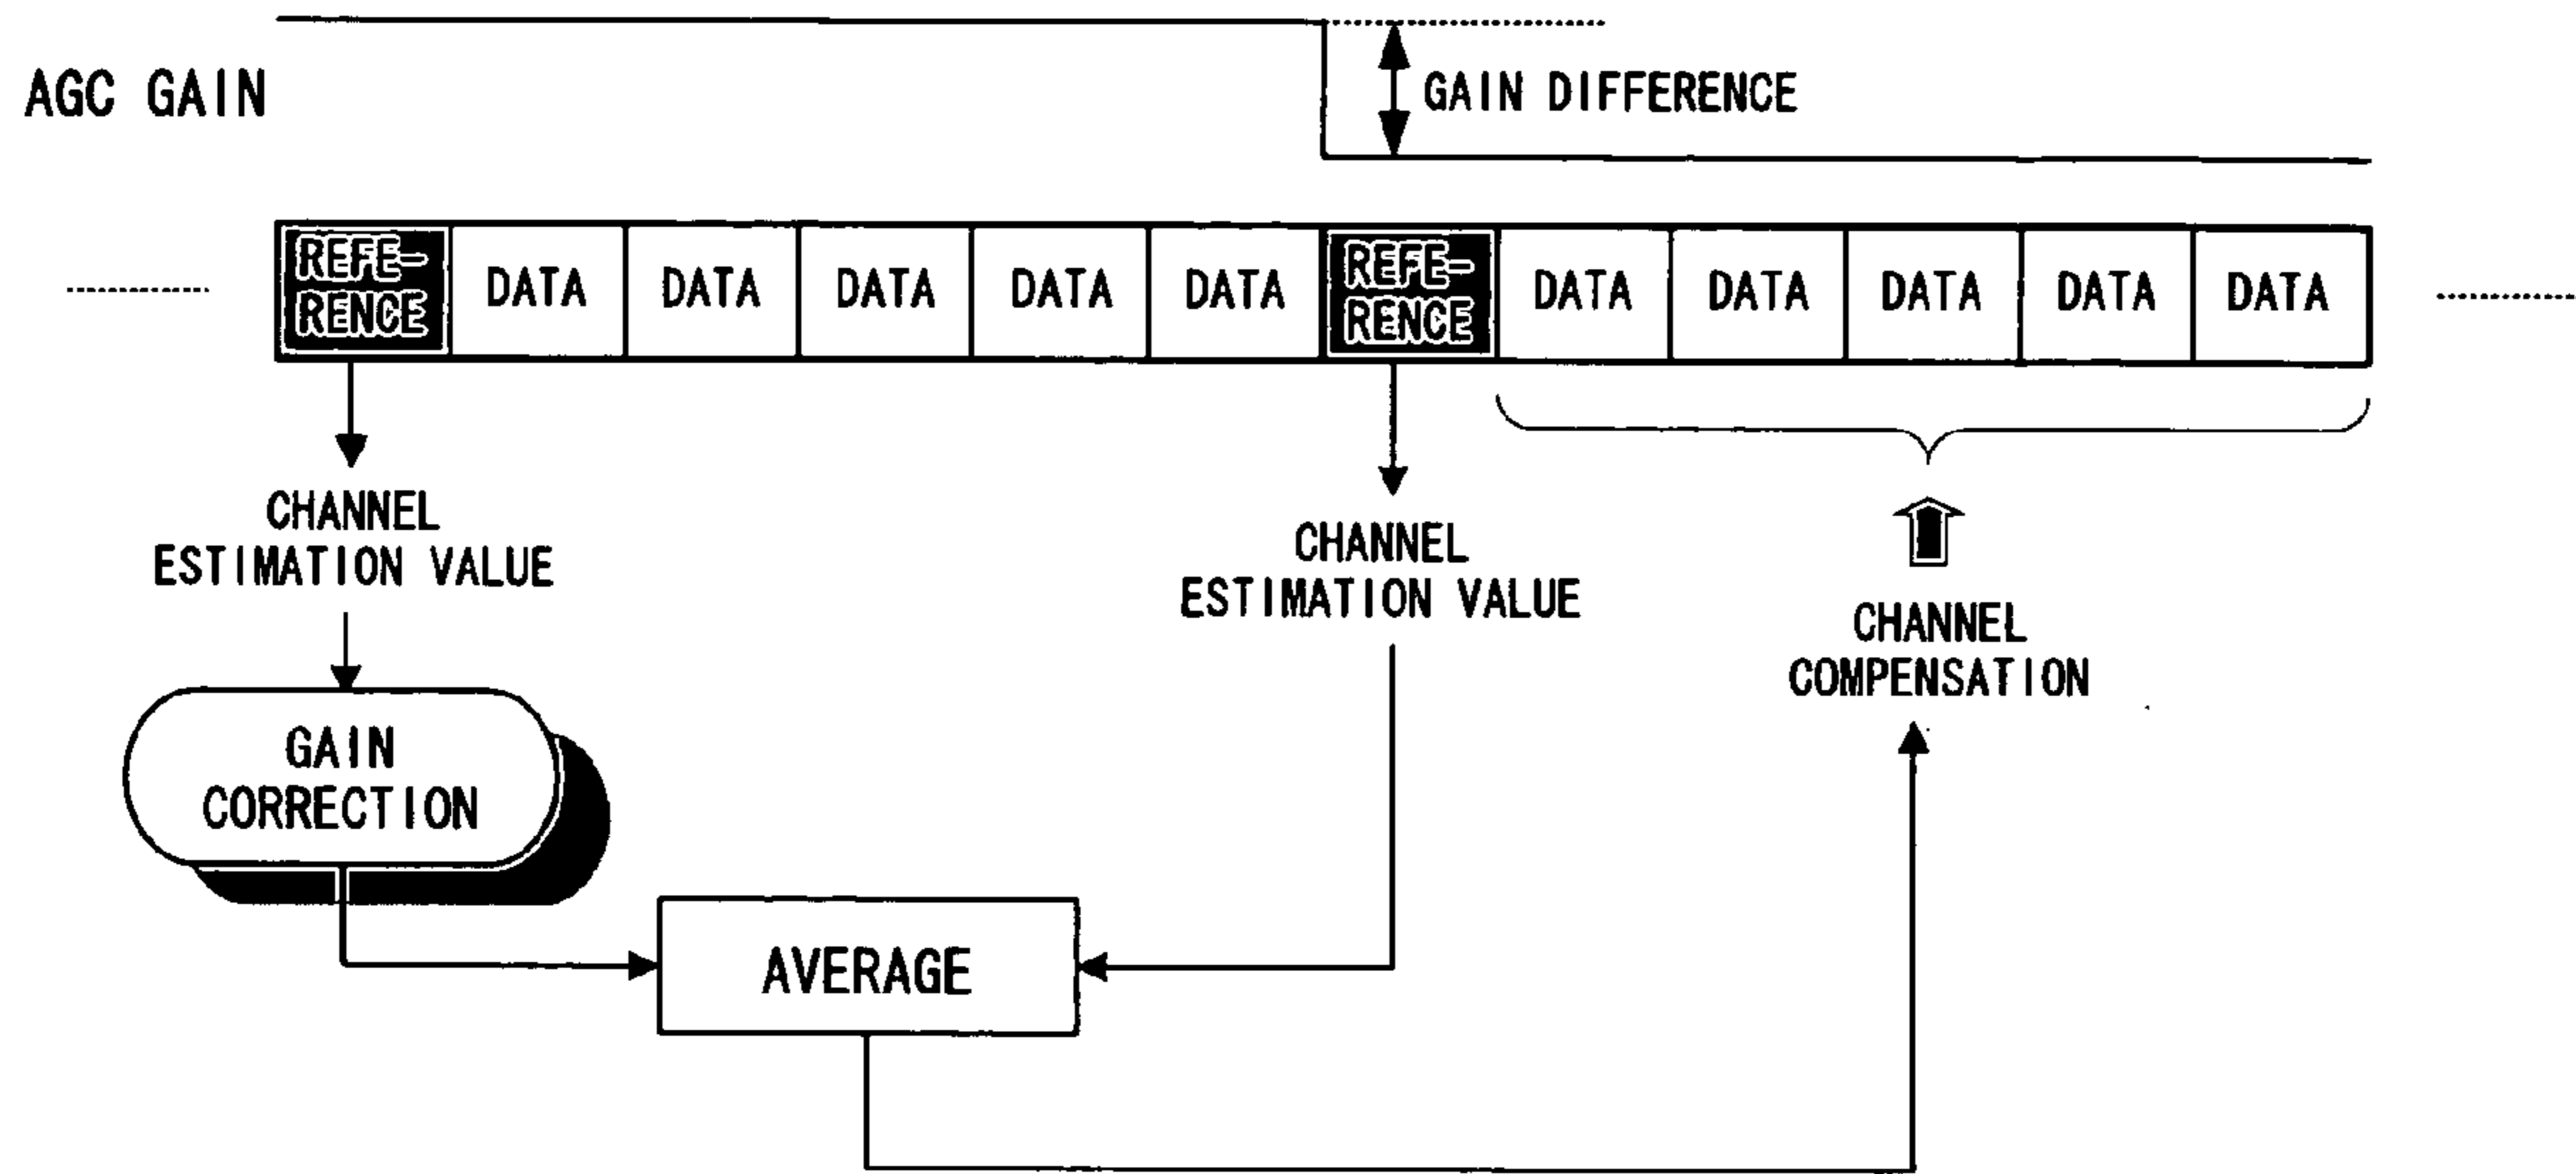 AGC GAIN
GAIN DIFFERENCE
REFE-
RENCE
DATA
DATA
DATA
DATA
DATA
REFE-
RENCE
DATA
DATA
DATA
DATA
DATA
CHANNEL
ESTIMATION VALUE
CHANNEL
ESTIMATION VALUE
CHANNEL
COMPENSATION
GAIN
CORRECTION
AVERAGE